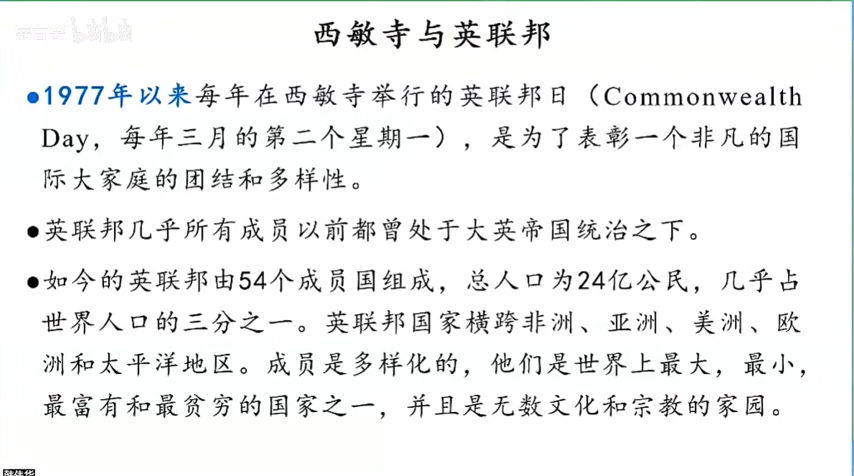 bilibili
西敏寺与英联邦
●1977年以来每年在西敏寺举行的英联邦日（Commonwealth
Day，每年三月的第二个星期一），是为了表彰一个非凡的国
际大家庭的团结和多样性。
●英联邦几乎所有成员以前都曾处于大英帝国统治之下。
●如今的英联邦由54个成员国组成，总人口为24亿公民，几乎占
世界人口的三分之一。英联邦国家横跨非洲、亚洲、美洲、欧
洲和太平洋地区。成员是多样化的，他们是世界上最大，最小，
最富有和最贫穷的国家之一，并且是无数文化和宗教的家园。